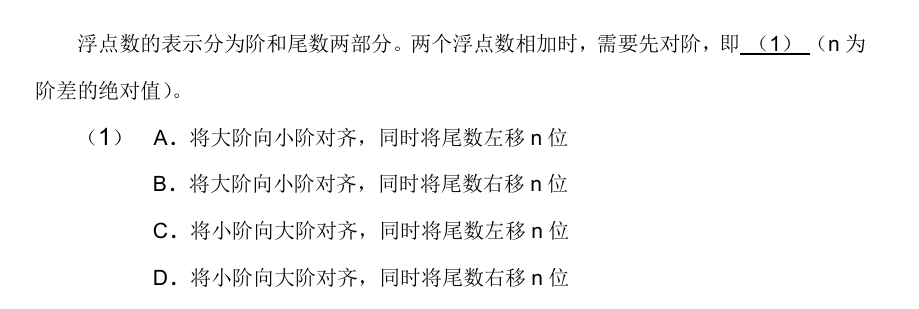 浮点数的表示分为阶和尾数两部分。两个浮点数相加时，需要先对阶，即（1）（n 为
阶差的绝对值）。
（1） A．将大阶向小阶对齐，同时将尾数左移 n 位
B．将大阶向小阶对齐，同时将尾数右移 n 位
C．将小阶向大阶对齐，同时将尾数左移 n 位
D．将小阶向大阶对齐，同时将尾数右移 n 位